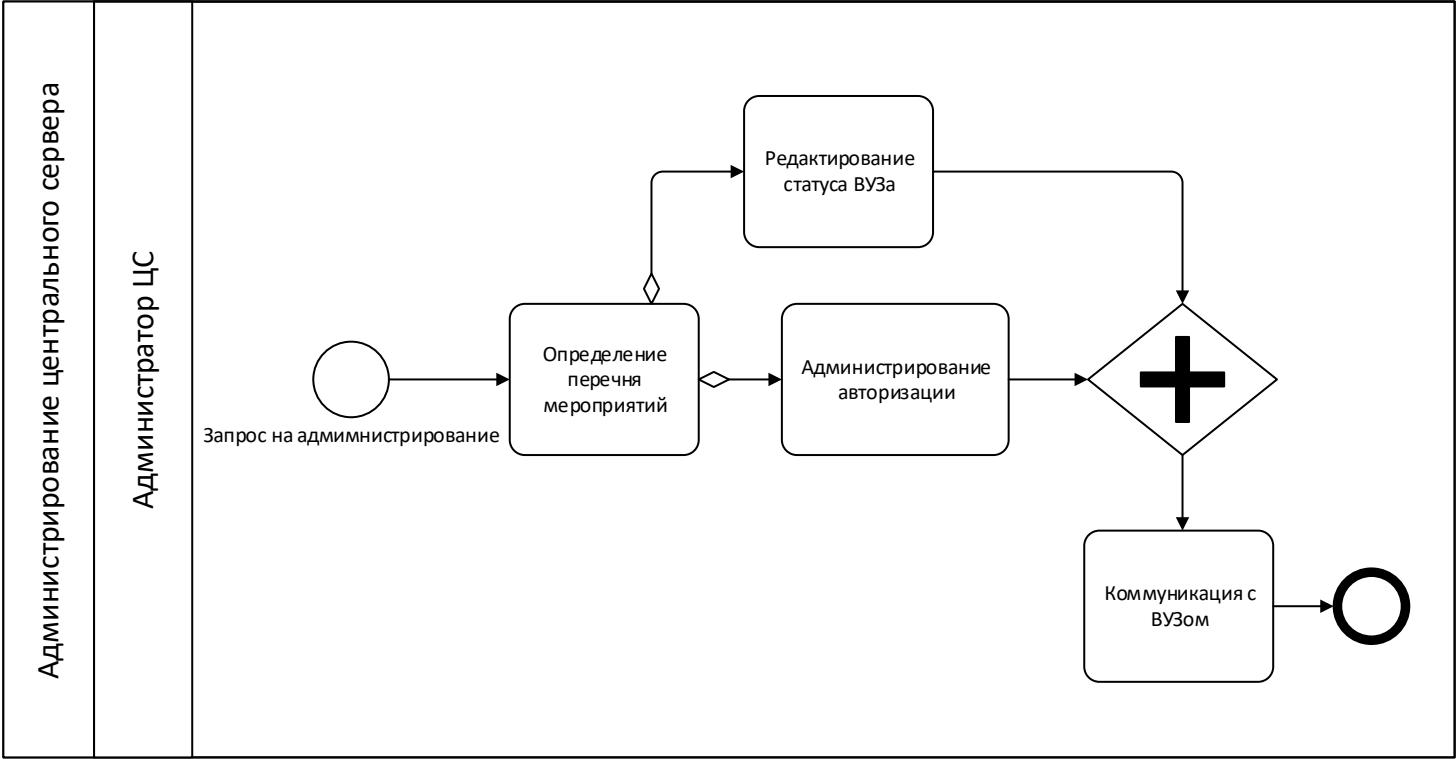 Администрирование центрального сервера
Администратор ЦС
Запрос на адмимнистрирование
Определение
перечня
мероприятий
Редактирование
статуса ВУЗа
Администрирование
авторизации
Коммуникация с
ВУЗом